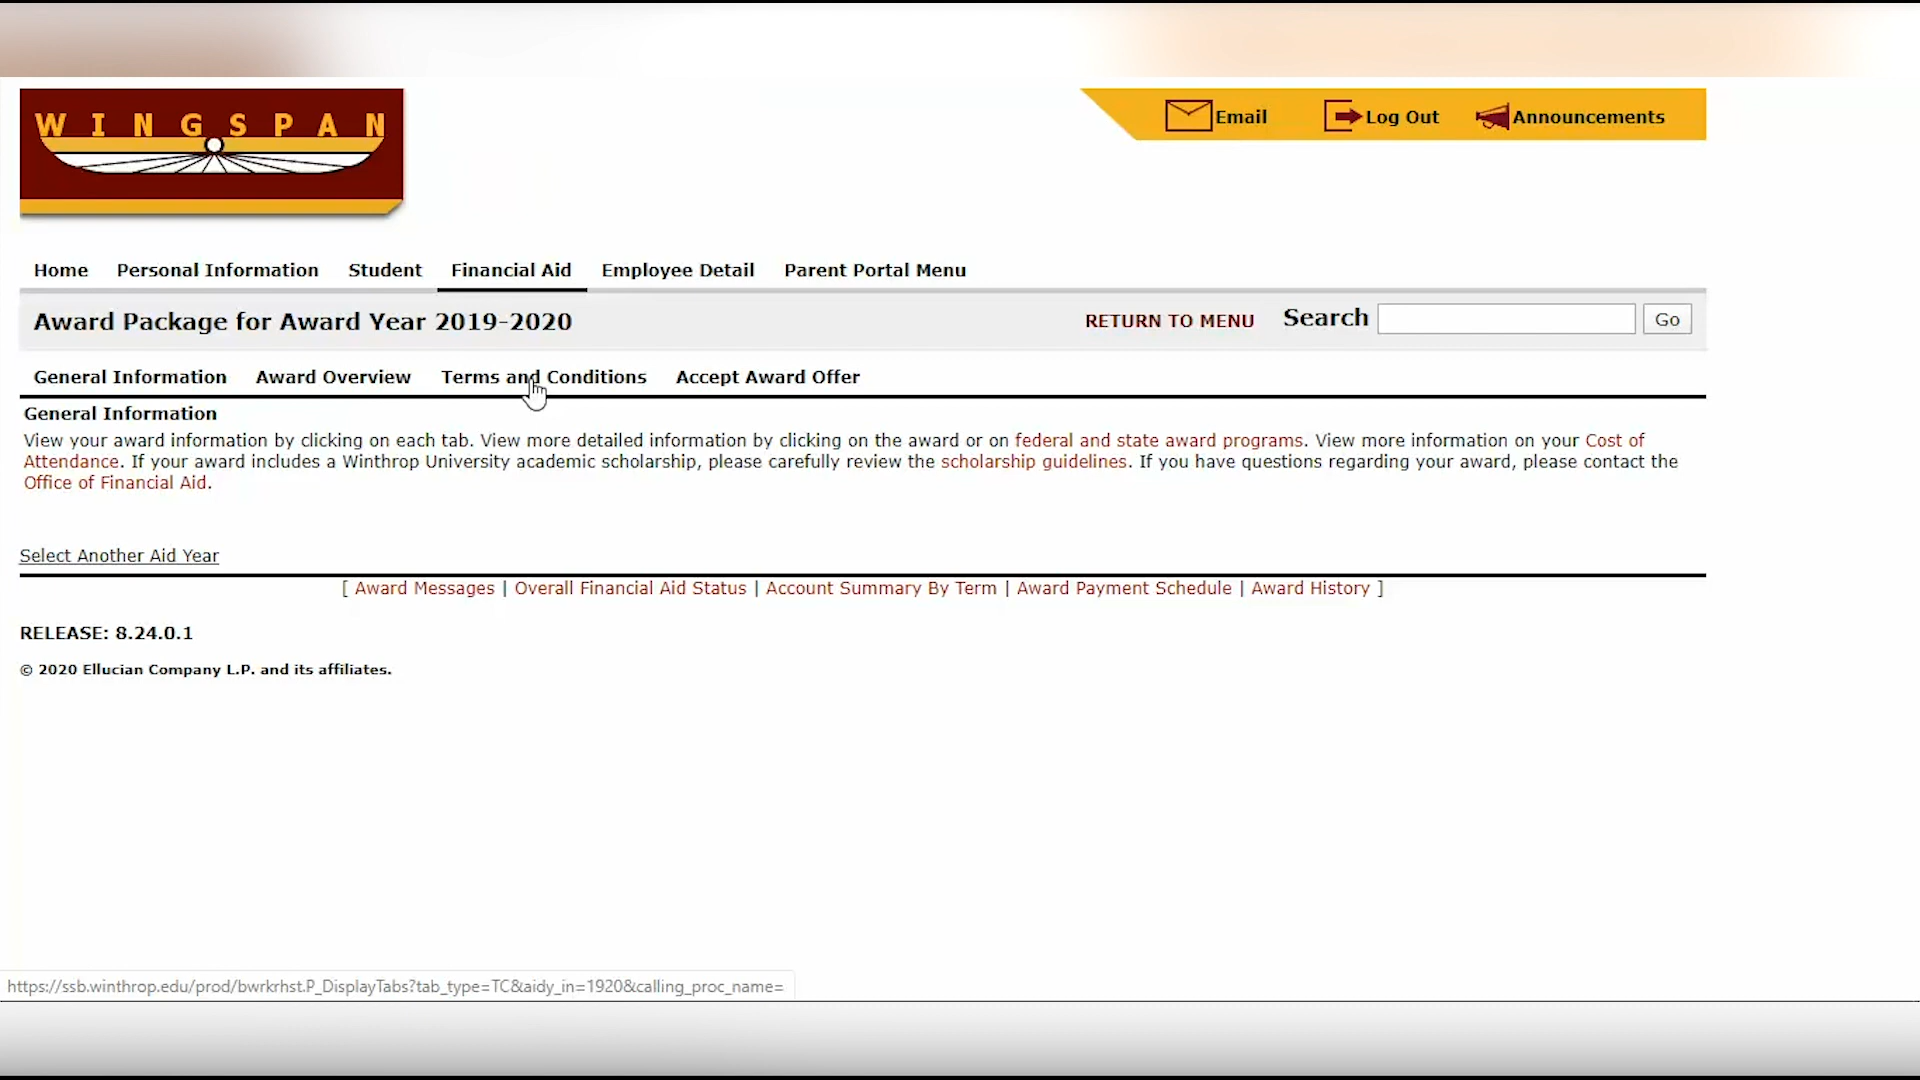 WINGSPAN
Email Log Out Announcements
Home Personal Information Student Financial Aid Employee Detail Parent Portal Menu
Award Package for Award Year 2019-2020 RETURN TO MENU Search Go
General Information Award Overview Terms and Conditions Accept Award Offer
General Information
View your award information by clicking on each tab. View more detailed information by clicking on the award or on federal and state award programs. View more information on your Cost of
Attendance. If your award includes a Winthrop University academic scholarship, please carefully review the scholarship guidelines. If you have questions regarding your award, please contact the
Office of Financial Aid.
Select Another Aid Year
[ Award Messages | Overall Financial Aid Status | Account Summary By Term | Award Payment Schedule | Award History ]
RELEASE: 8.24.0.1
© 2020 Ellucian Company L.P. and its affiliates.
https://ssb.winthrop.edu/prod/bwrkrhst.P_DisplayTabs?tab_type=TC&aidy_in=1920&calling_proc_name=